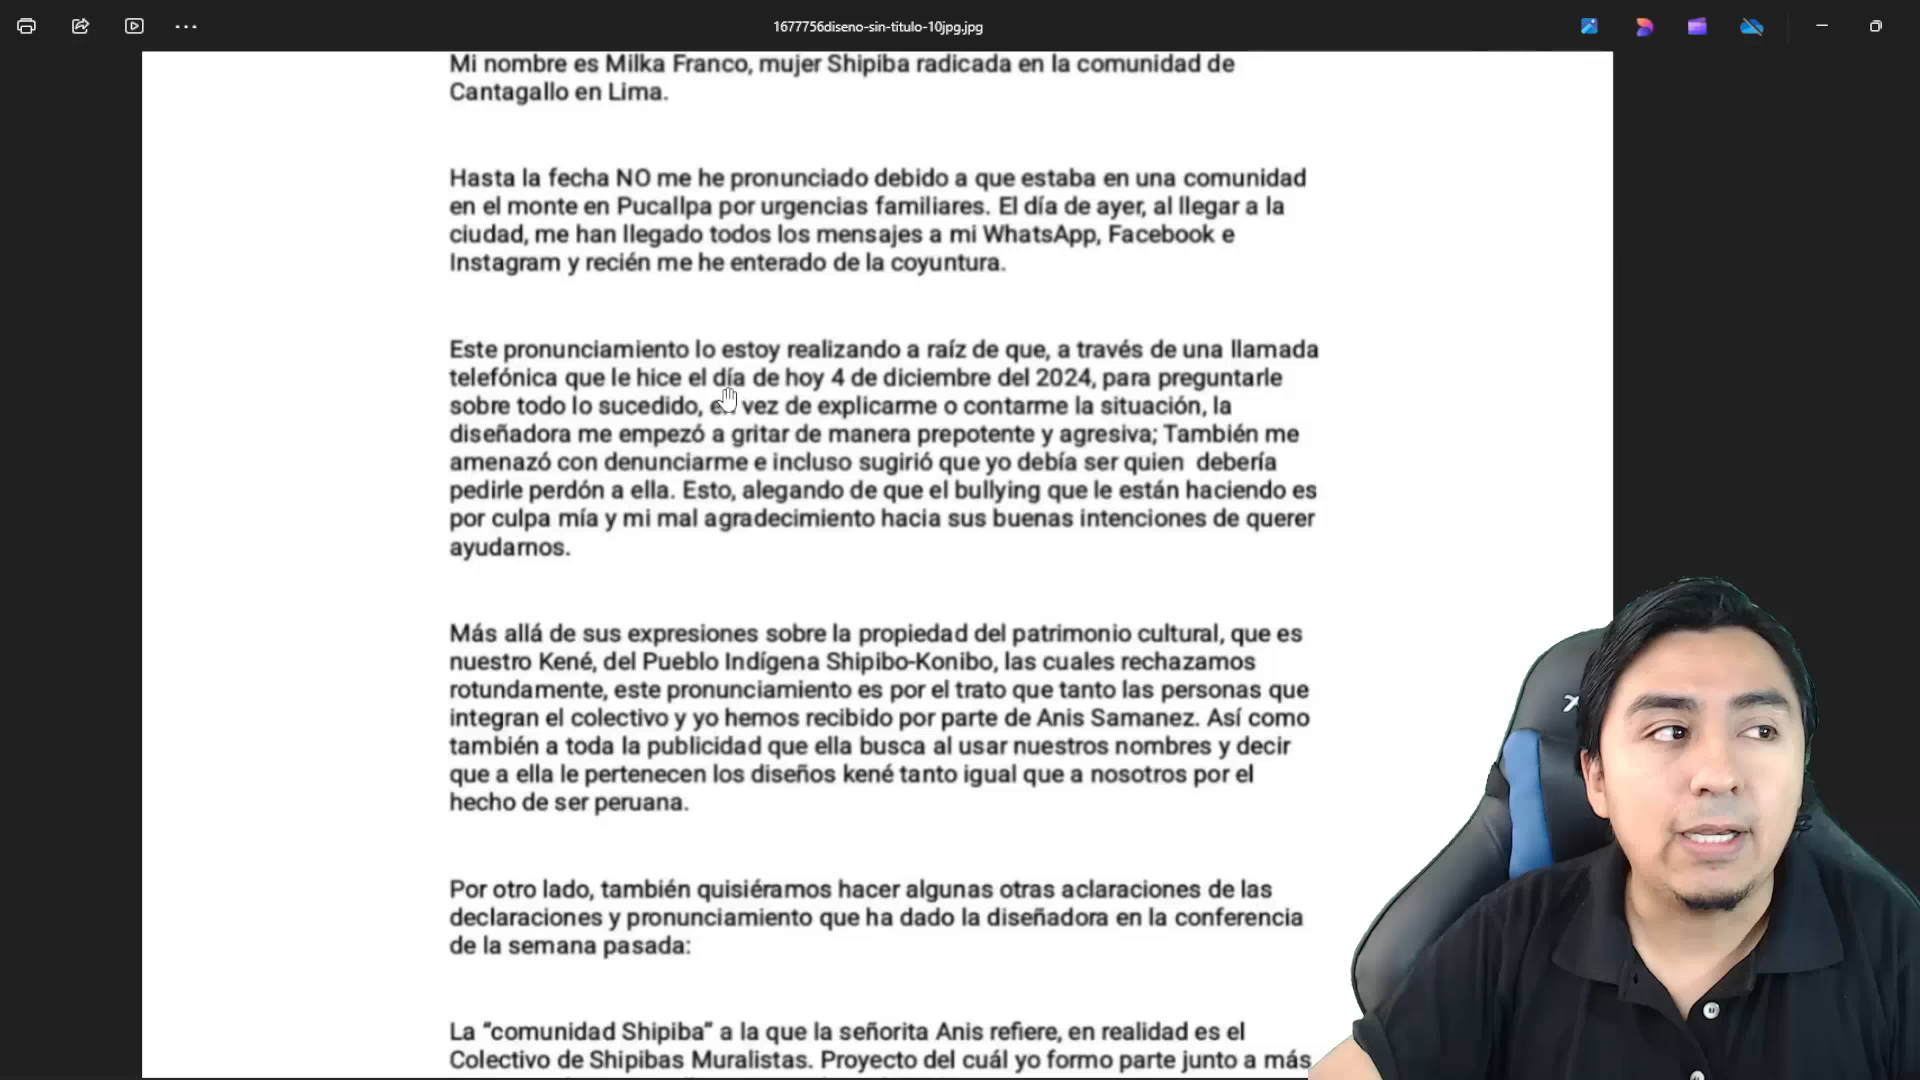 1677756diseno-sin-titulo-10jpg.jpg
Mi nombre es Milka Franco, mujer Shipiba radicada en la comunidad de
Cantagallo en Lima.
Hasta la fecha NO me he pronunciado debido a que estaba en una comunidad
en el monte en Pucallpa por urgencias familiares. El día de ayer, al llegar a la
ciudad, me han llegado todos los mensajes a mi WhatsApp, Facebook e
Instagram y recién me he enterado de la coyuntura.
Este pronunciamiento lo estoy realizando a raíz de que, a través de una llamada
telefónica que le hice el día de hoy 4 de diciembre del 2024, para preguntarle
sobre todo lo sucedido, en vez de explicarme o contarme la situación, la
diseñadora me empezó a gritar de manera prepotente y agresiva; También me
amenazó con denunciarme e incluso sugirió que yo debía ser quien  debería
pedirle perdón a ella. Esto, alegando de que el bullying que le están haciendo es
por culpa mía y mi mal agradecimiento hacia sus buenas intenciones de querer
ayudarnos.
Más allá de sus expresiones sobre la propiedad del patrimonio cultural, que es
nuestro Kené, del Pueblo Indígena Shipibo-Konibo, las cuales rechazamos
rotundamente, este pronunciamiento es por el trato que tanto las personas que
integran el colectivo y yo hemos recibido por parte de Anis Samanez. Así como
también a toda la publicidad que ella busca al usar nuestros nombres y decir
que a ella le pertenecen los diseños kené tanto igual que a nosotros por el
hecho de ser peruana.
Por otro lado, también quisiéramos hacer algunas otras aclaraciones de las
declaraciones y pronunciamiento que ha dado la diseñadora en la conferencia
de la semana pasada:
La “comunidad Shipiba” a la que la señorita Anis refiere, en realidad es el
Colectivo de Shipibas Muralistas. Proyecto del cuál yo formo parte junto a más